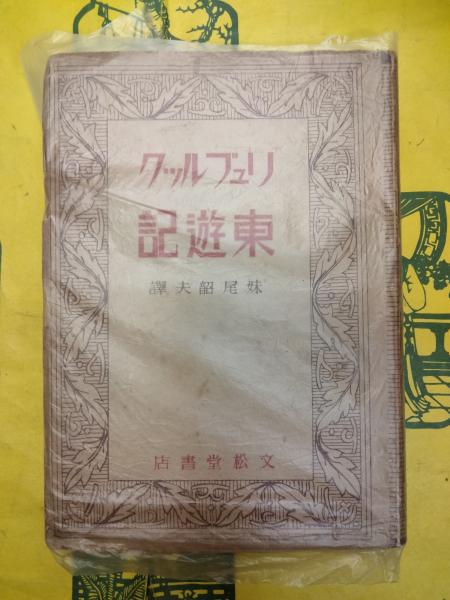 リュブルック
東遊記
妹尾韶夫譯
文松堂書店